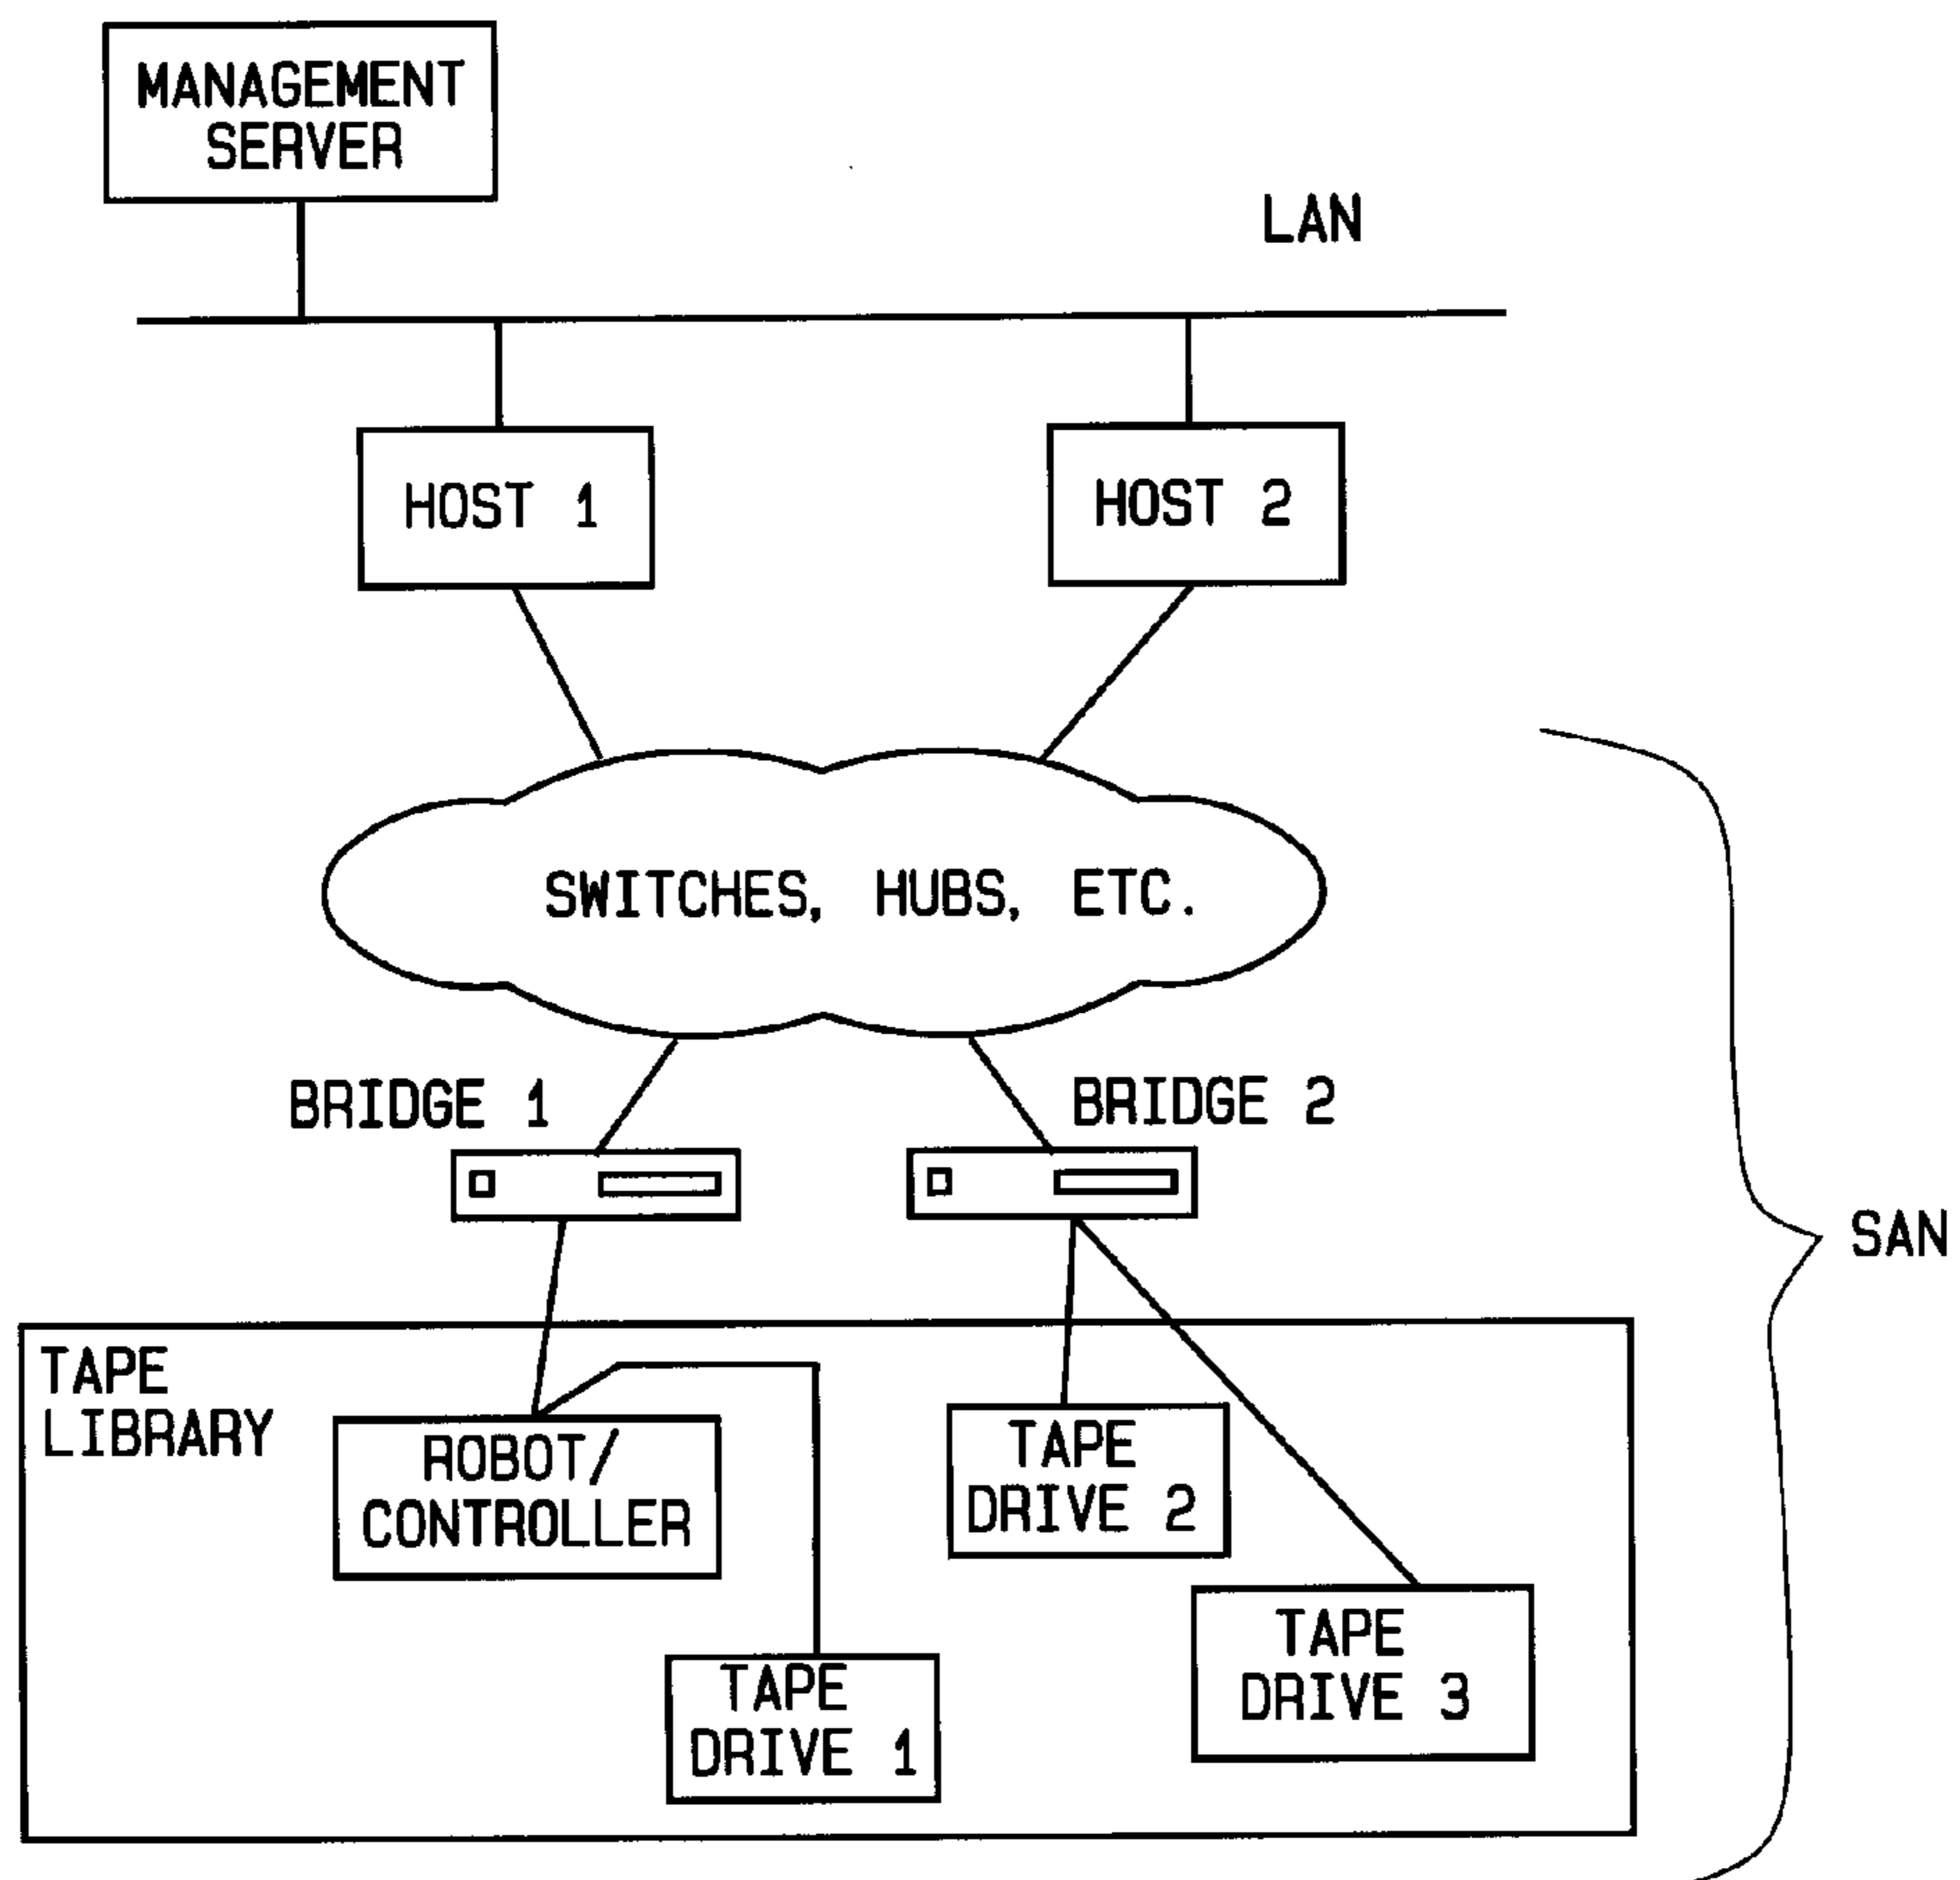 MANAGEMENT
SERVER
LAN
HOST 1
HOST 2
SWITCHES, HUBS, ETC.
BRIDGE 1
BRIDGE 2
SAN
TAPE
LIBRARY
ROBOT/
CONTROLLER
TAPE
DRIVE 2
TAPE
DRIVE 3
TAPE
DRIVE 1